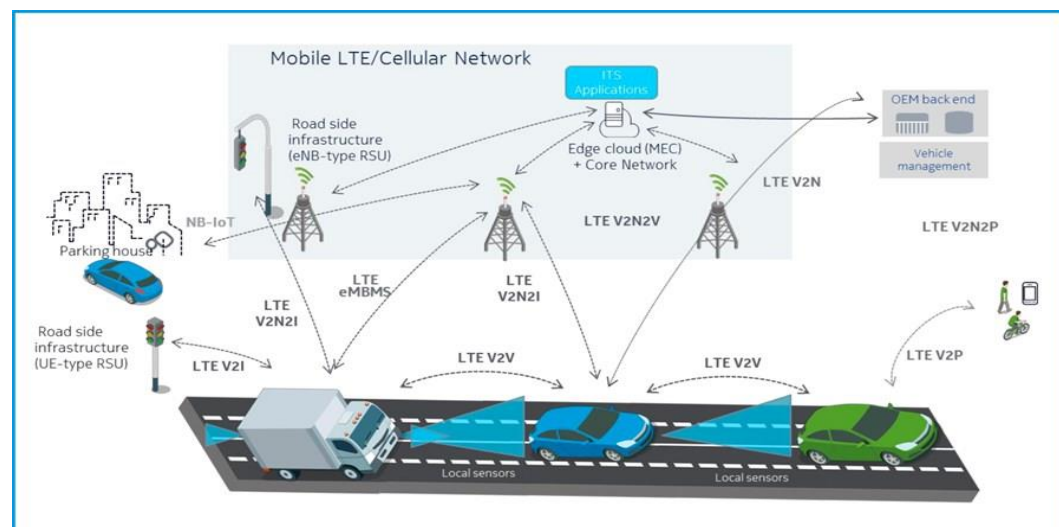 Mobile LTE/Cellular Network
ITS
Applications
OEM back end
Road side
infrastructure
(eNB-type RSU)
Edge cloud (MEC)
+ Core Network
Vehicle
management
LTE V2N
NB-IoT
LTE V2N2V
LTE V2N2P
Parking house
LTE
eMBMS
LTE
V2N2I
LTE
V2N2I
Road side
infrastructure
(UE-type RSU)
LTE V2I
LTE V2V
LTE V2V
LTE V2P
Local sensors
Local sensors